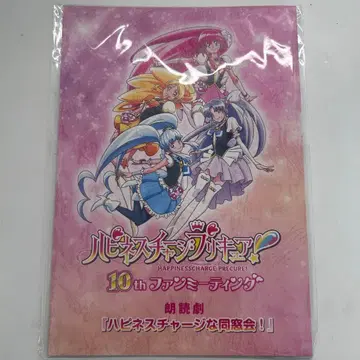 ハピネスチャージプリキュア!
HAPPINESSCHARGE PRECURE!
10th ファンミーティング
朗読劇
『ハピネスチャージな同窓会!』